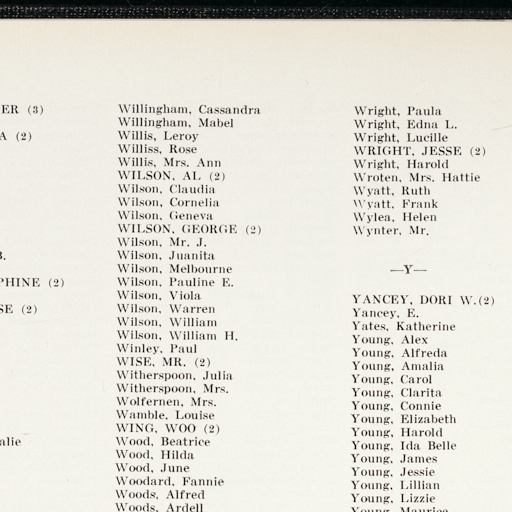 ER (3)
A (2)
B.
PHINE (2)
SE (2)
alie
Willingham, Cassandra
Willingham, Mabel
Willis, Leroy
Williss, Rose
Willis, Mrs. Ann
WILSON, AL (2)
Wilson, Claudia
Wilson, Cornelia
Wilson, Geneva
WILSON, GEORGE (2)
Wilson, Mr. J.
Wilson, Juanita
Wilson, Melbourne
Wilson, Pauline E.
Wilson, Viola
Wilson, Warren
Wilson, William
Wilson, William H.
Winley, Paul
WISE, MR. (2)
Witherspoon, Julia
Witherspoon, Mrs.
Wolfernen, Mrs.
Wamble, Louise
WING, WOO (2)
Wood, Beatrice
Wood, Hilda
Wood, June
Woodard, Fannie
Woods, Alfred
Woods, Ardell
Wright, Paula
Wright, Edna L.
Wright, Lucille
WRIGHT, JESSE (2)
Wright, Harold
Wroten, Mrs. Hattie
Wyatt, Ruth
Wyatt, Frank
Wylea, Helen
Wynter, Mr.
—Y—
YANCEY, DORI W.(2)
Yancey, E.
Yates, Katherine
Young, Alex
Young, Alfreda
Young, Amalia
Young, Carol
Young, Clarita
Young, Connie
Young, Elizabeth
Young, Harold
Young, Ida Belle
Young, James
Young, Jessie
Young, Lillian
Young, Lizzie
Young, Maurice